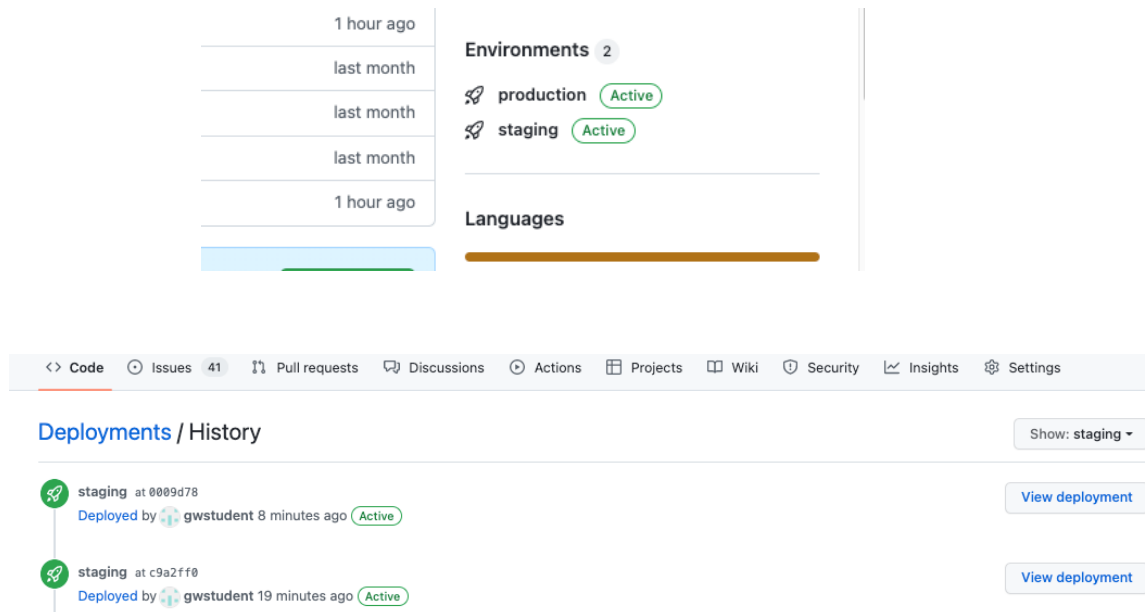 1 hour ago
last month
last month
last month
1 hour ago
Environments 2
production Active
staging Active
Languages
<> Code Issues 41 Pull requests Discussions Actions Projects Wiki Security Insights Settings
Deployments / History
Show: staging
staging at 0009d78
Deployed by gwstudent 8 minutes ago Active
View deployment
staging at c9a2ff0
Deployed by gwstudent 19 minutes ago Active
View deployment